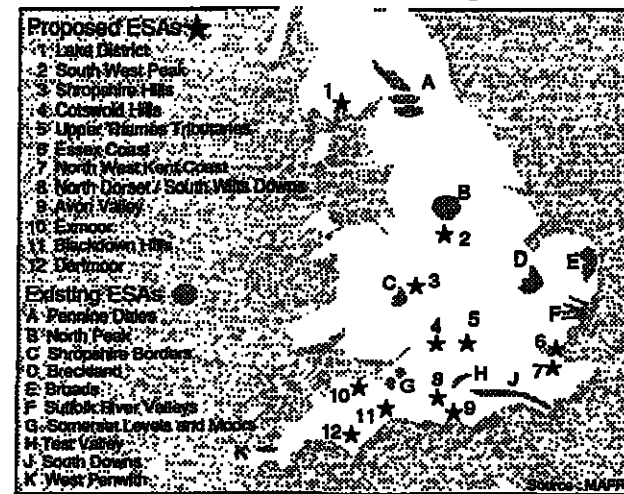 Proposed ESAs
1 Lake District
2 South West Peak
3 Shropshire Hills
4 Cotswold Hills
5 Upper Thames Tributaries
6 Essex Coast
7 North West Kent Coast
8 North Dorset / South Wilts Downs
9 Avon Valley
10 Exmoor
11 Blackdown Hills
12 Dartmoor
Existing ESAs
A Pennine Dales
B North Peak
C Shropshire Borders
D Breckland
E Broads
F Suffolk River Valleys
G Somerset Levels and Moors
H Test Valley
J South Downs
K West Penwith
1
A
B
2
C
3
D
E
F
4
5
6
7
8
H
J
10
G
9
11
12
K
Source - MAFF